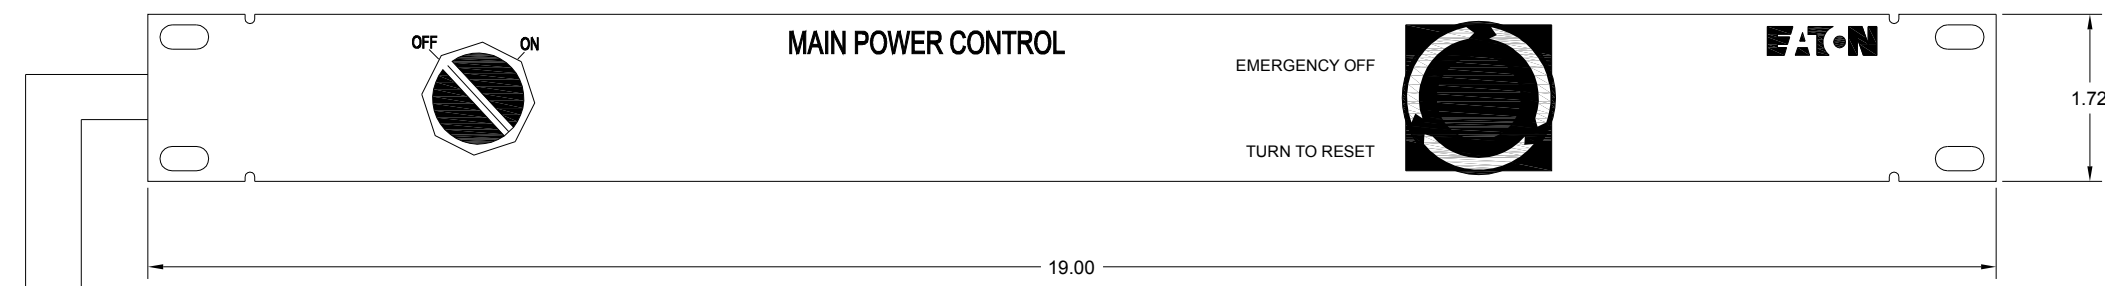 OFF
ON
MAIN POWER CONTROL
EMERGENCY OFF
TURN TO RESET
EATON
1.72
19.00